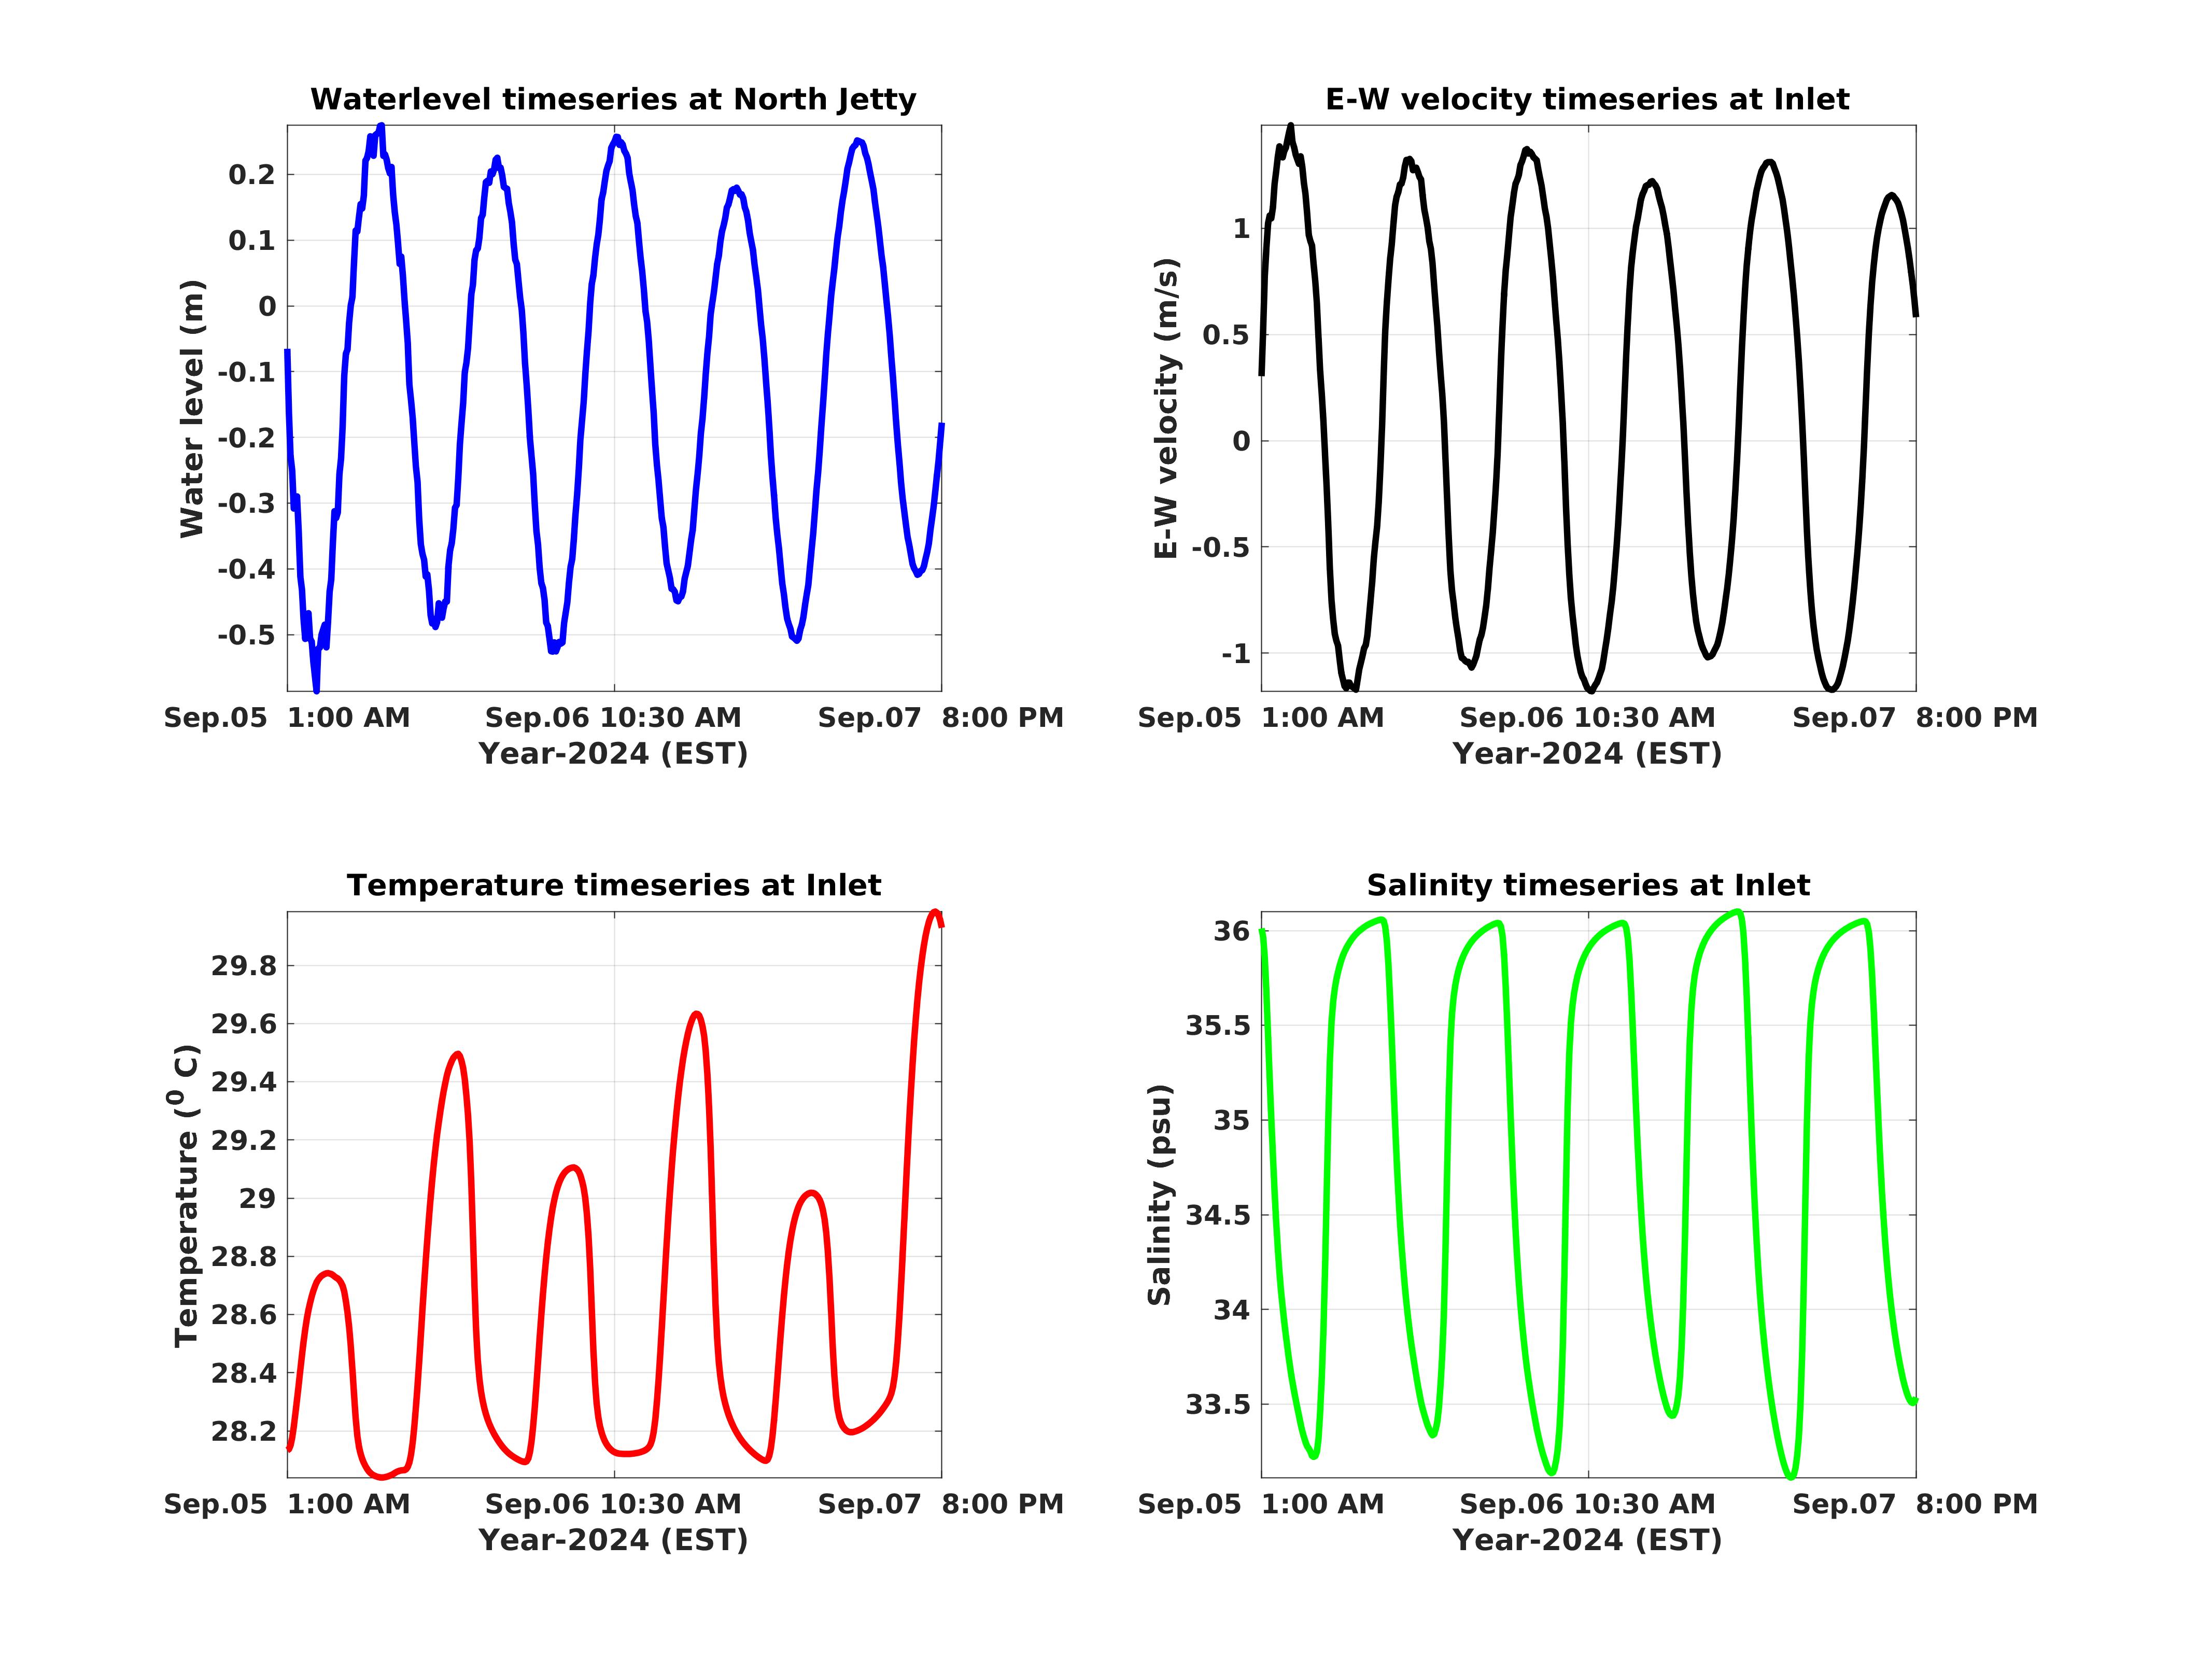 Waterlevel timeseries at North Jetty
0.2
0.1
0
-0.1
-0.2
-0.3
-0.4
-0.5
Water level (m)
Sep.05 1:00 AM Sep.06 10:30 AM Sep.07 8:00 PM
Year-2024 (EST)
E-W velocity timeseries at Inlet
1
0.5
0
-0.5
-1
E-W velocity (m/s)
Sep.05 1:00 AM Sep.06 10:30 AM Sep.07 8:00 PM
Year-2024 (EST)
Temperature timeseries at Inlet
29.8
29.6
29.4
29.2
29
28.8
28.6
28.4
28.2
Temperature (⁰ C)
Sep.05 1:00 AM Sep.06 10:30 AM Sep.07 8:00 PM
Year-2024 (EST)
Salinity timeseries at Inlet
36
35.5
35
34.5
34
33.5
Salinity (psu)
Sep.05 1:00 AM Sep.06 10:30 AM Sep.07 8:00 PM
Year-2024 (EST)